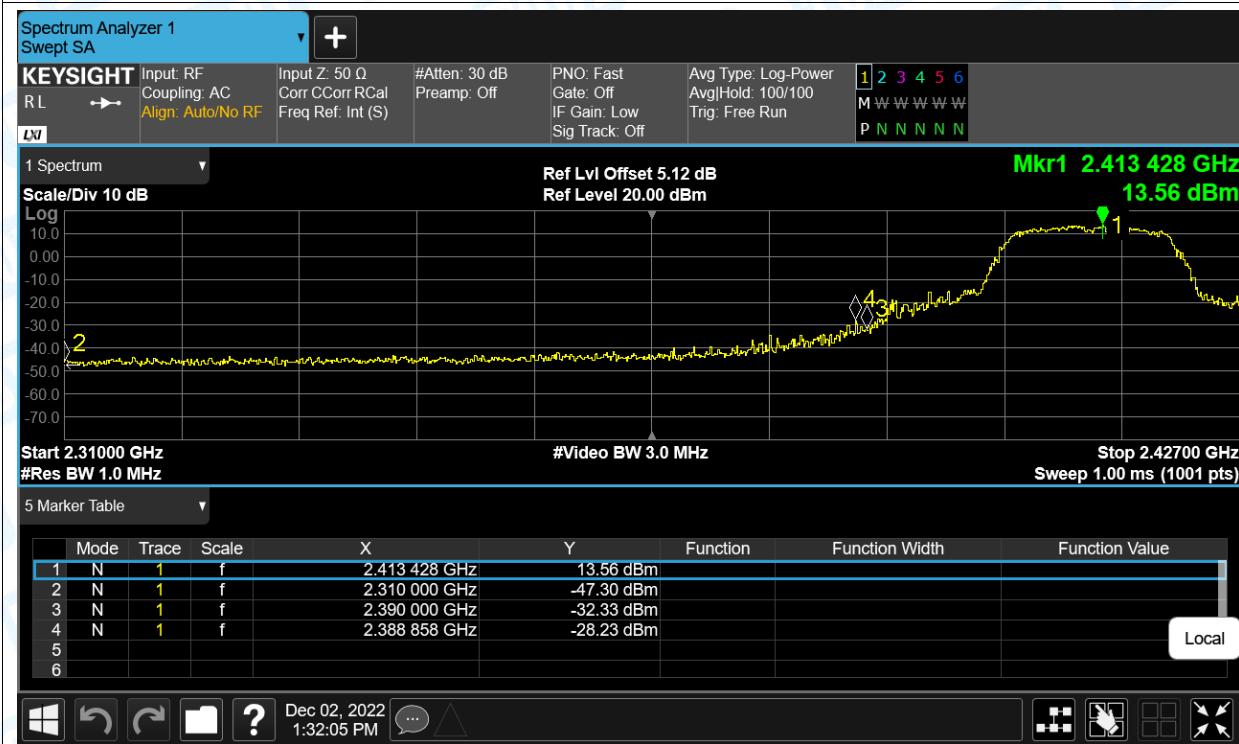 Spectrum Analyzer 1
Swept SA
KEYSIGHT
R L
LXI
Input: RF
Coupling: AC
Align: Auto/No RF
Input Z: 50 Ω
Corr CCorr RCal
Freq Ref: Int (S)
#Atten: 30 dB
Preamp: Off
PNO: Fast
Gate: Off
IF Gain: Low
Sig Track: Off
Avg Type: Log-Power
Avg|Hold: 100/100
Trig: Free Run
1 2 3 4 5 6
M W W W W W
P N N N N N
1 Spectrum
Scale/Div 10 dB
Ref Lvl Offset 5.12 dB
Ref Level 20.00 dBm
Mkr1 2.413 428 GHz
13.56 dBm
Log
10.0
0.00
-10.0
-20.0
-30.0
-40.0
-50.0
-60.0
-70.0
1
4
3
2
Start 2.31000 GHz
#Video BW 3.0 MHz
Stop 2.42700 GHz
#Res BW 1.0 MHz
Sweep 1.00 ms (1001 pts)
5 Marker Table
Mode Trace Scale X Y Function Function Width Function Value
1 N 1 f 2.413 428 GHz 13.56 dBm
2 N 1 f 2.310 000 GHz -47.30 dBm
3 N 1 f 2.390 000 GHz -32.33 dBm
4 N 1 f 2.388 858 GHz -28.23 dBm
5
6
Local
?
Dec 02, 2022
1:32:05 PM